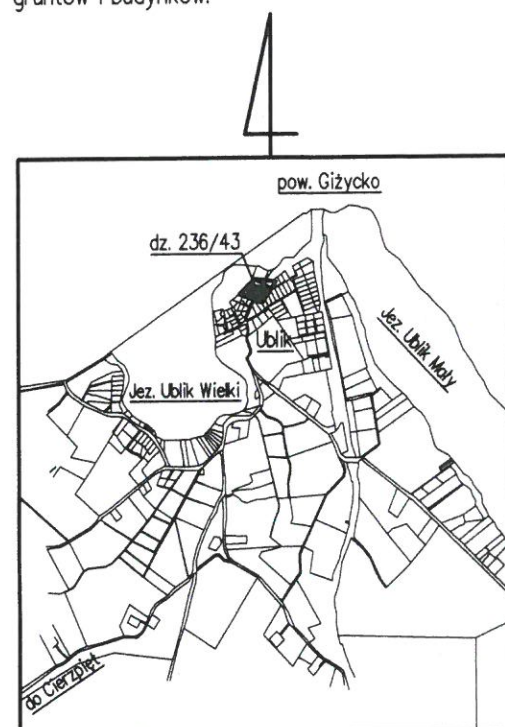 gruntów i budynków.
pow. Giżycko
dz. 236/43
Ublik
Jez. Ublik Mały
Jez. Ublik Wielki
do Cierzpięt